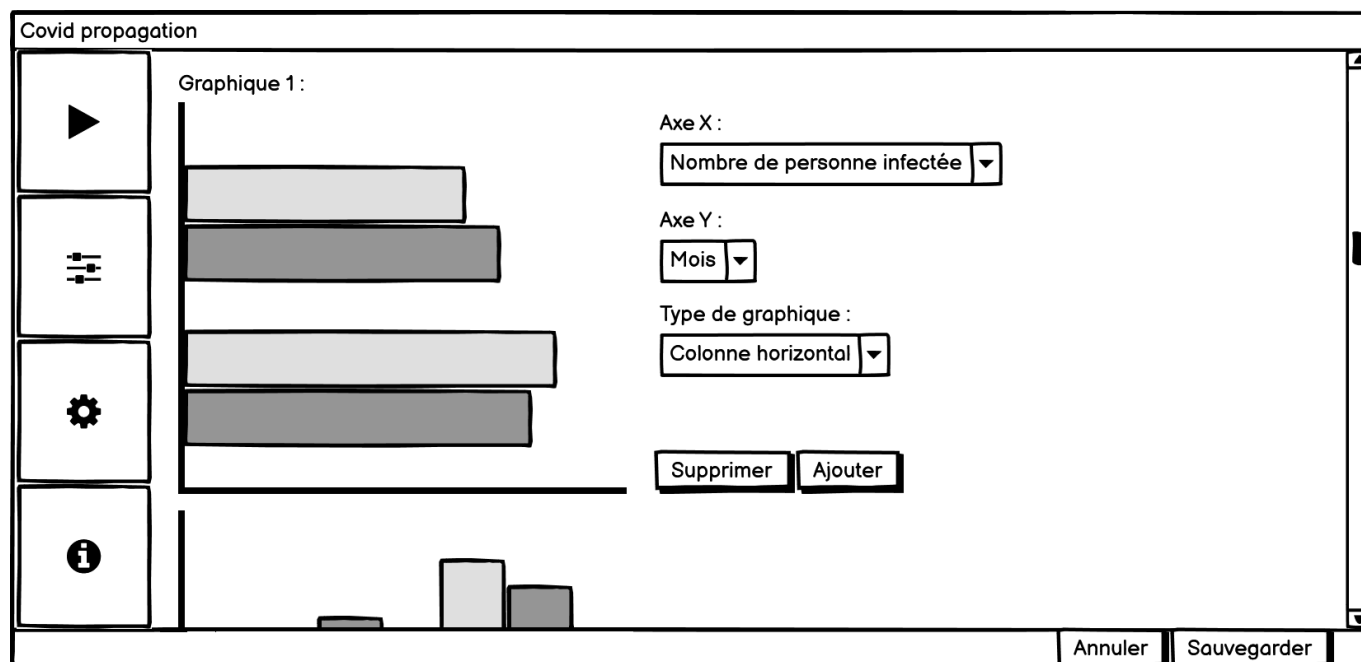 Covid propagation
Graphique 1 :
Axe X :
Nombre de personne infectée
Axe Y :
Mois
Type de graphique :
Colonne horizontal
Supprimer
Ajouter
Annuler
Sauvegarder